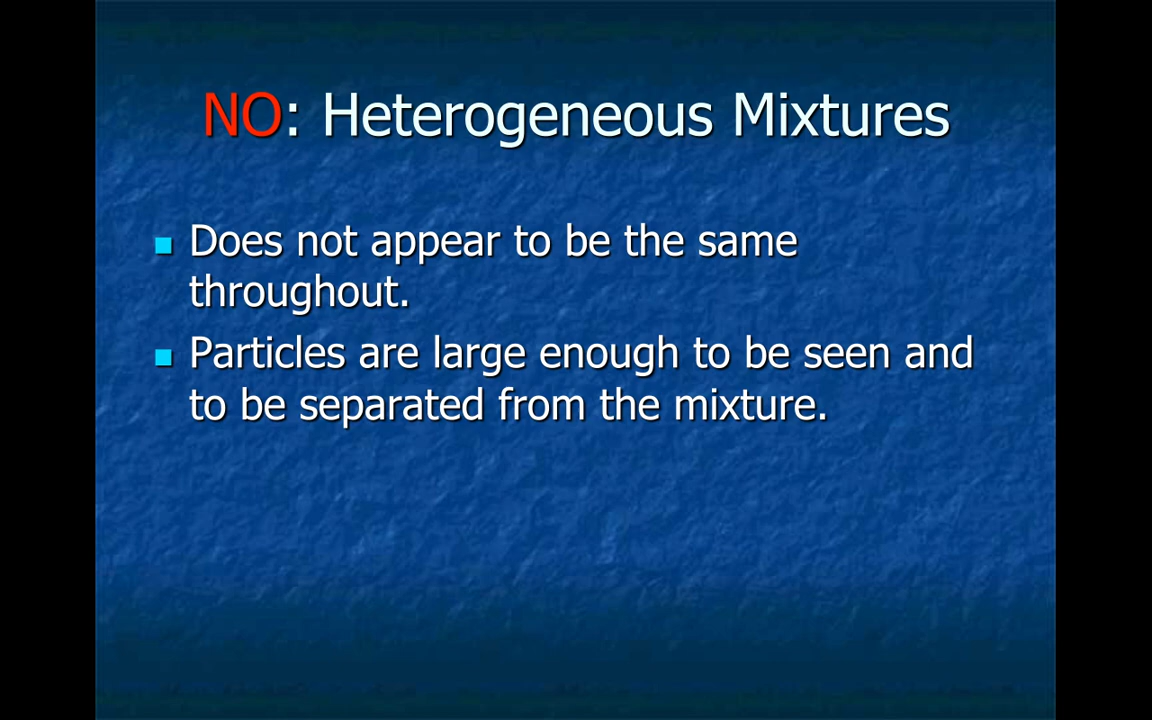 NO: Heterogeneous Mixtures
Does not appear to be the same
throughout.
Particles are large enough to be seen and
to be separated from the mixture.